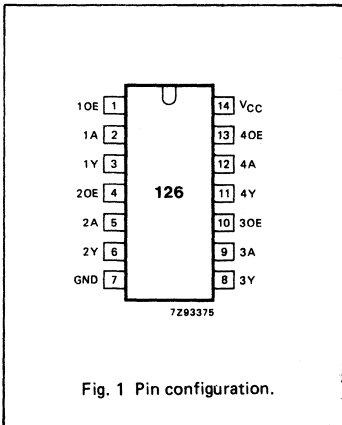 1OE 1 14 VCC
1A 2 13 4OE
1Y 3 12 4A
2OE 4 126 11 4Y
2A 5 10 3OE
2Y 6 9 3A
GND 7 8 3Y
7Z93375
Fig. 1 Pin configuration.